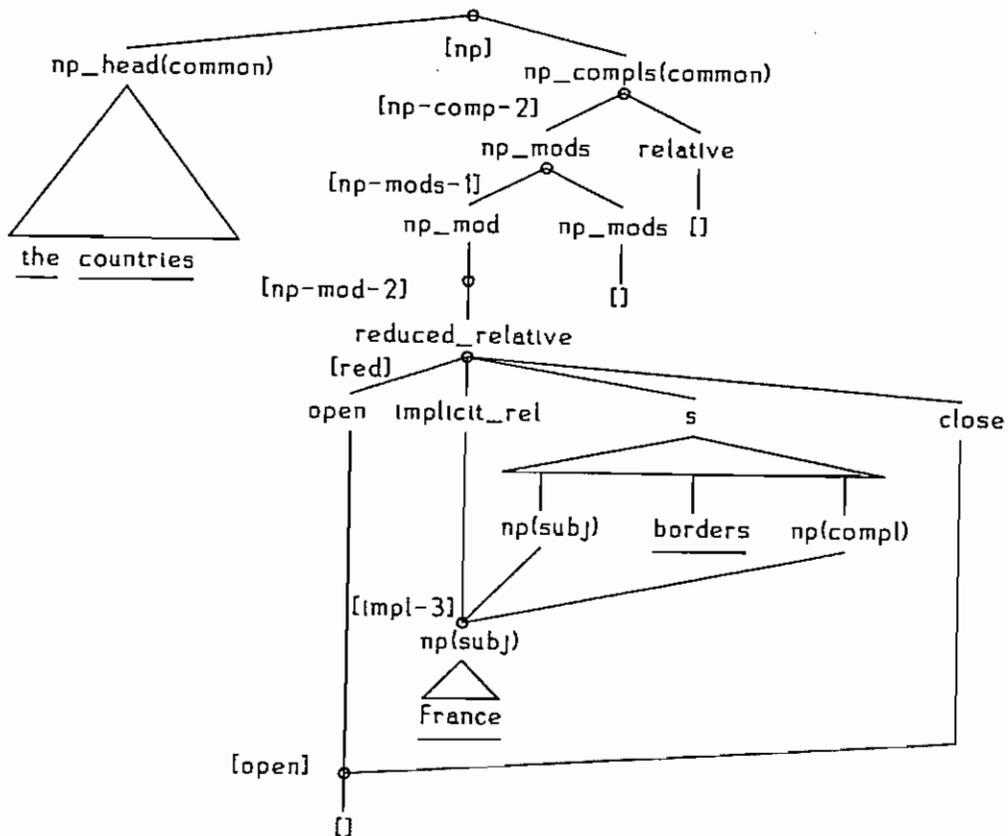 [np]
np_head(common) np_compls(common)
[np-comp-2]
np_mods relative
[np-mods-1]
np_mod np_mods []
the countries
[np-mod-2] []
reduced_relative
[red]
open implicit_rel s close
np(subj) borders np(compl)
[impl-3]
np(subj)
France
[open]
[]